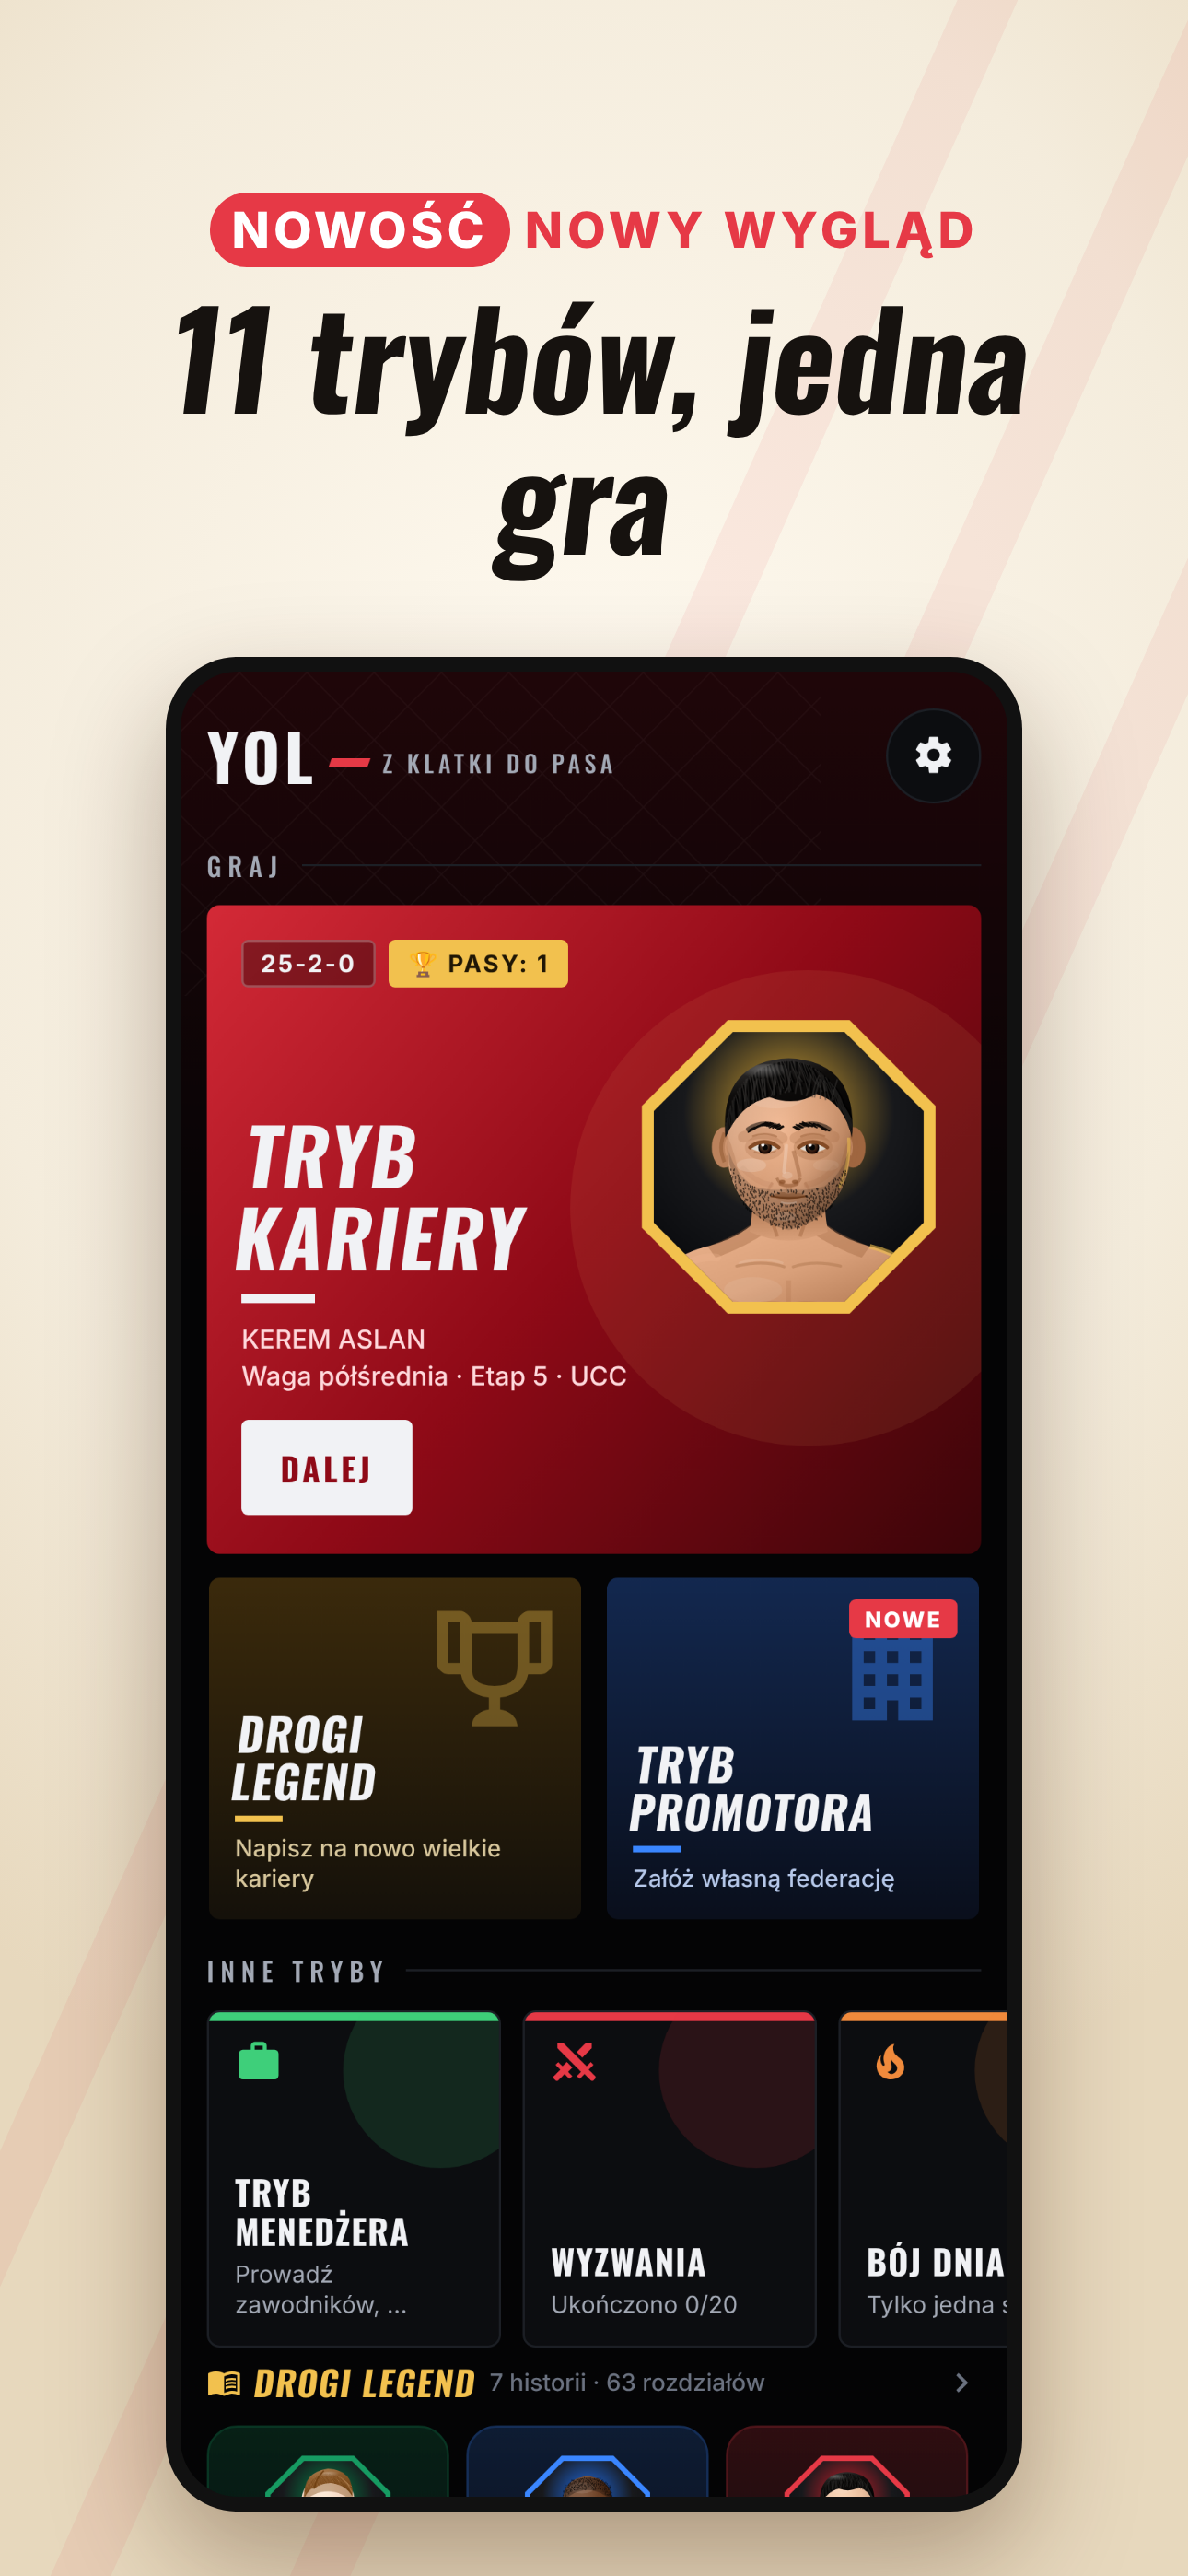 NOWOŚĆ NOWY WYGLĄD
11 trybów, jedna
gra
YOL Z KLATKI DO PASA
GRAJ
25-2-0 PASY: 1
TRYB
KARIERY
KEREM ASLAN
Waga półśrednia · Etap 5 · UCC
DALEJ
DROGI
LEGEND
Napisz na nowo wielkie
kariery
NOWE
TRYB
PROMOTORA
Załóż własną federację
INNE TRYBY
TRYB
MENEDŻERA
Prowadź
zawodników, ...
WYZWANIA
Ukończono 0/20
BÓJ DNIA
Tylko jedna
DROGI LEGEND 7 historii · 63 rozdziałów